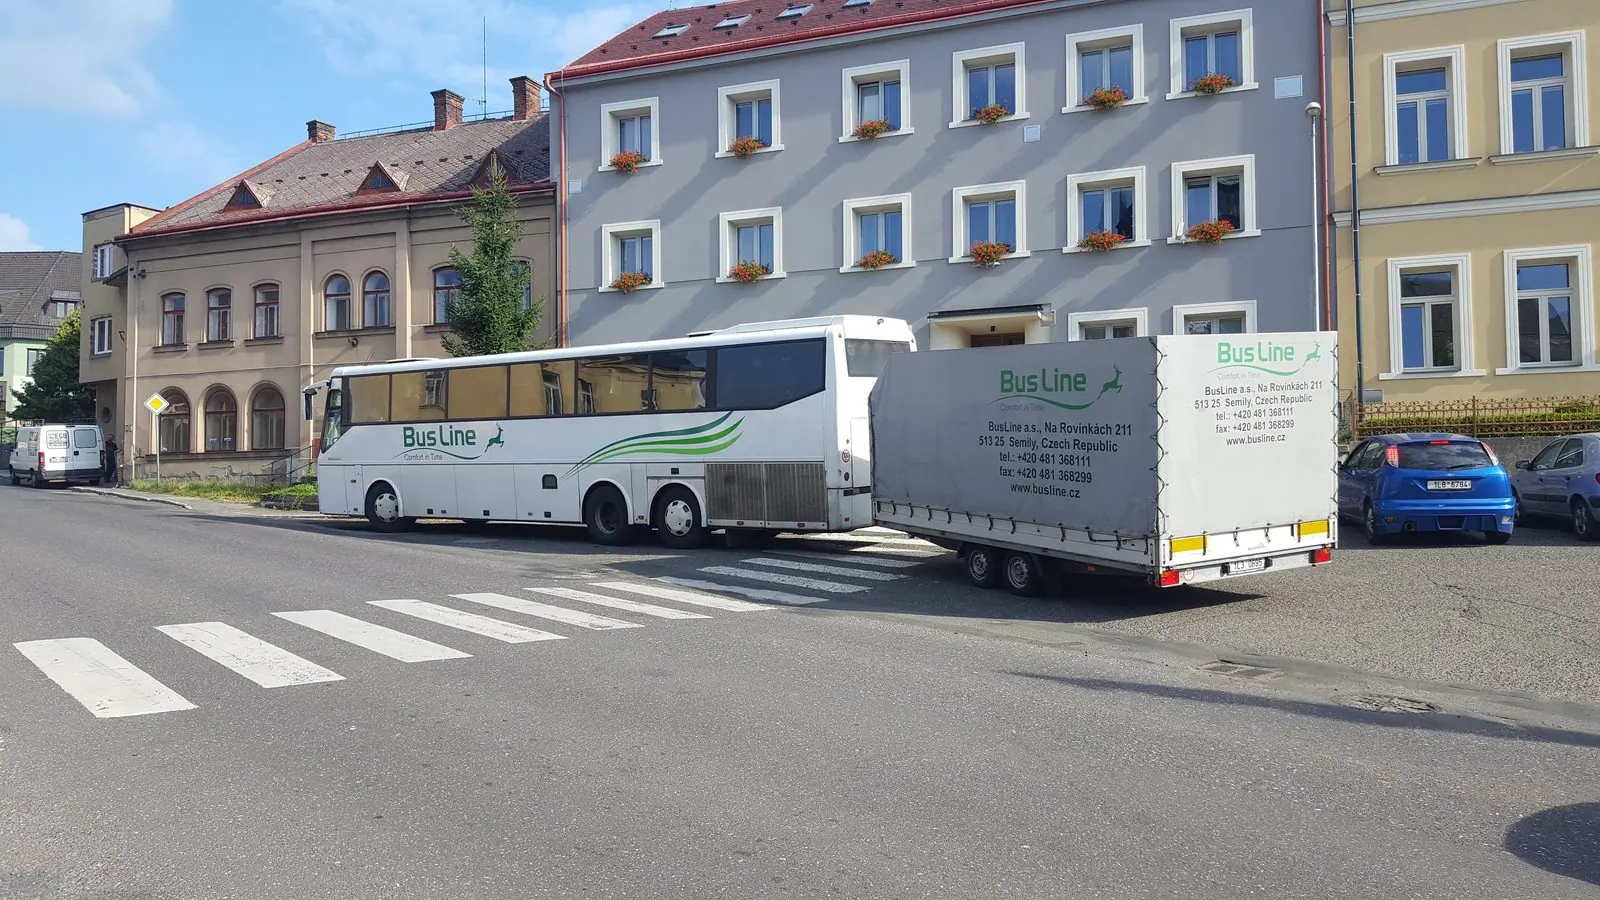 Bus Line
Comfort in Time
Bus Line
Comfort in Time
BusLine a.s., Na Rovinkách 211
513 25 Semily, Czech Republic
tel.: +420 481 368111
fax: +420 481 368299
www.busline.cz
Bus Line
Comfort in Time
BusLine a.s., Na Rovinkách 211
513 25 Semily, Czech Republic
tel.: +420 481 368111
fax: +420 481 368299
www.busline.cz
1L8 6784